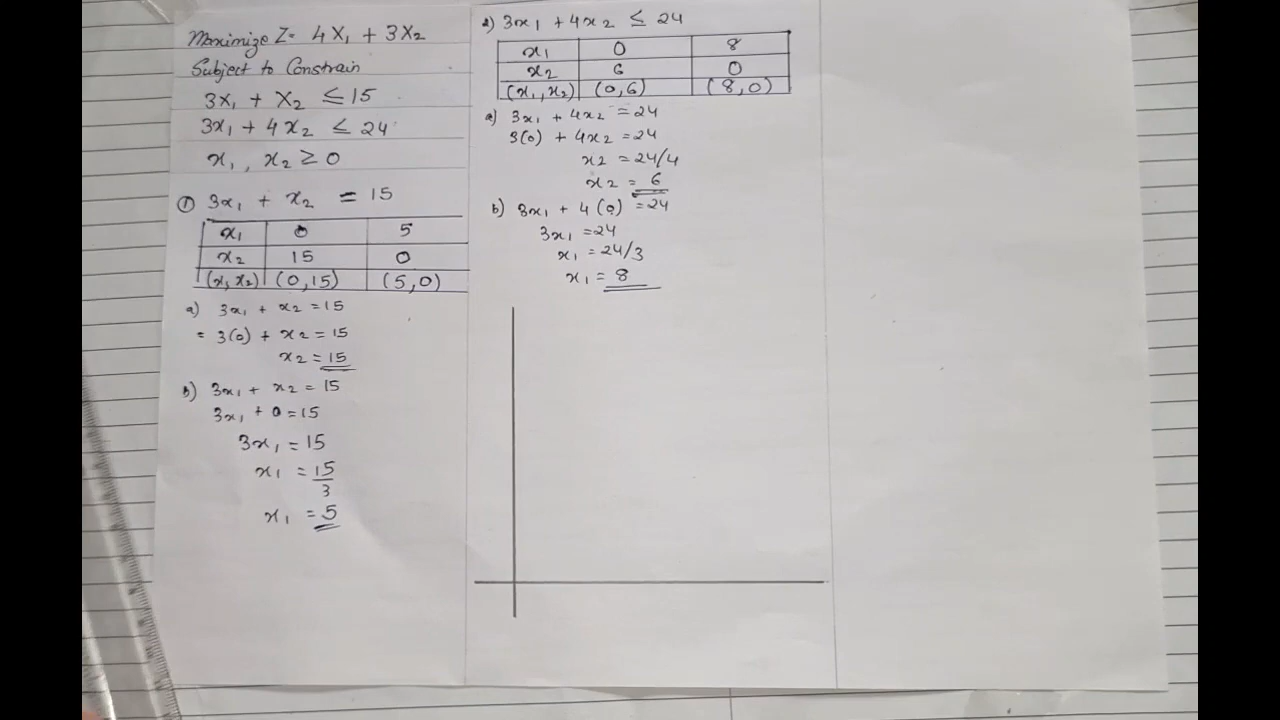 Maximize Z= 4X₁ + 3X₂
Subject to Constrain
3X₁ + X₂ ≤ 15
3x₁ + 4x₂ ≤ 24
x₁, x₂ ≥ 0
① 3x₁ + x₂ = 15
x₁ 0 5
x₂ 15 0
(x₁ x₂) (0,15) (5,0)
a) 3x₁ + x₂ = 15
= 3(0) + x₂ = 15
x₂ = 15
b) 3x₁ + x₂ = 15
3x₁ + 0 = 15
3x₁ = 15
x₁ = 15
3
x₁ = 5
2) 3x₁ + 4x₂ ≤ 24
x₁ 0 8
x₂ 6 0
(x₁, x₂) (0,6) (8,0)
a) 3x₁ + 4x₂ = 24
3(0) + 4x₂ = 24
x₂ = 24/4
x₂ = 6
b) 3x₁ + 4(0) = 24
3x₁ = 24
x₁ = 24/3
x₁ = 8